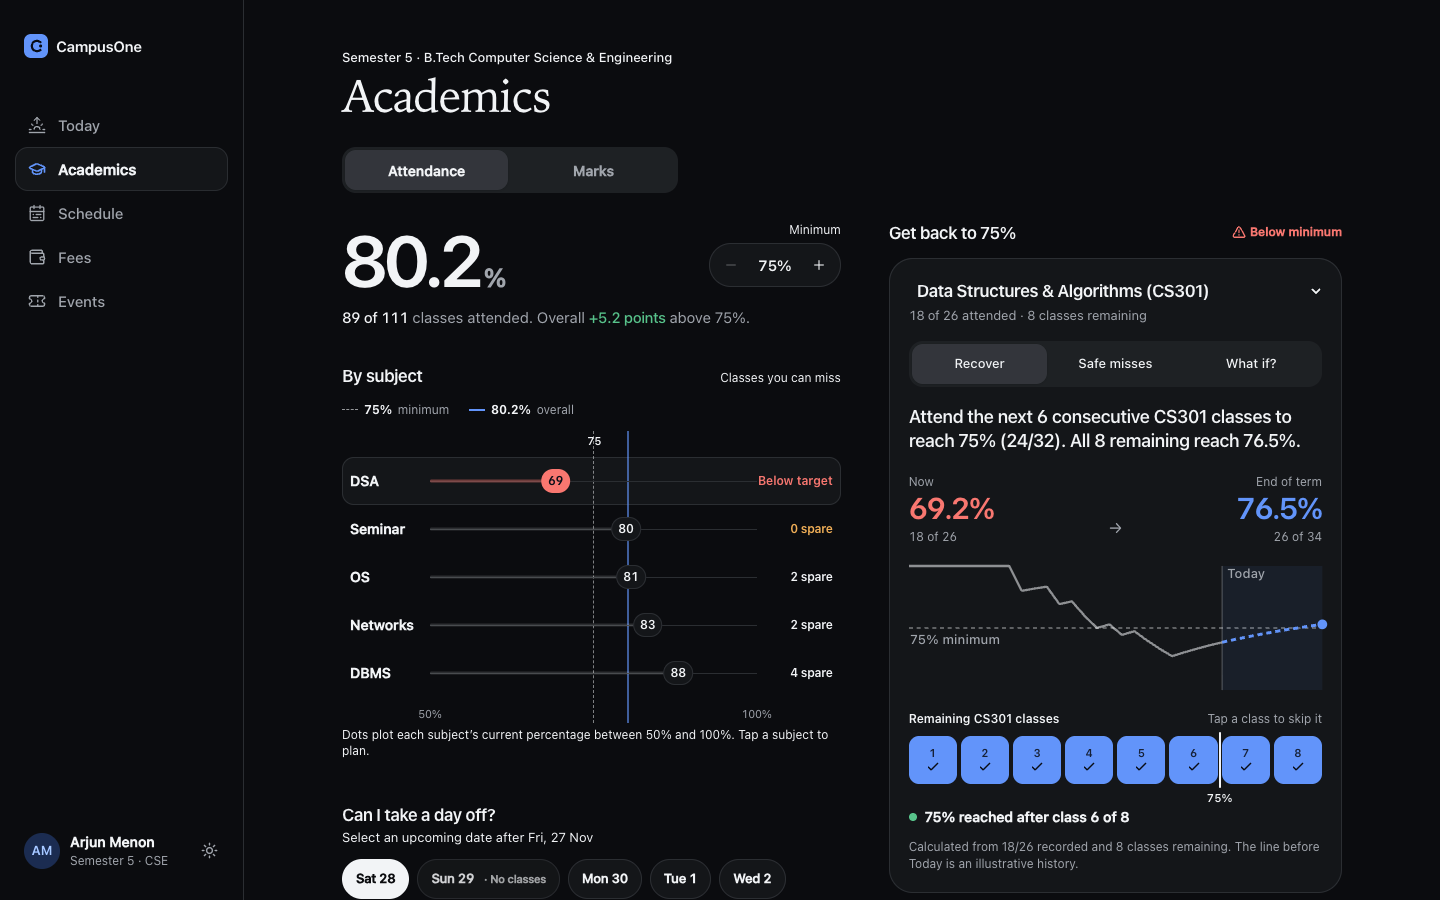 CampusOne
Today
Academics
Schedule
Fees
Events
AM
Arjun Menon
Semester 5 · CSE
Semester 5 · B.Tech Computer Science & Engineering
Academics
Attendance
Marks
80.2%
Minimum
− 75% +
89 of 111 classes attended. Overall +5.2 points above 75%.
By subject
Classes you can miss
75% minimum
80.2% overall
75
DSA 69 Below target
Seminar 80 0 spare
OS 81 2 spare
Networks 83 2 spare
DBMS 88 4 spare
50% 100%
Dots plot each subject's current percentage between 50% and 100%. Tap a subject to
plan.
Can I take a day off?
Select an upcoming date after Fri, 27 Nov
Sat 28
Sun 29 · No classes
Mon 30
Tue 1
Wed 2
Get back to 75%
Below minimum
Data Structures & Algorithms (CS301)
18 of 26 attended · 8 classes remaining
Recover
Safe misses
What if?
Attend the next 6 consecutive CS301 classes to
reach 75% (24/32). All 8 remaining reach 76.5%.
Now
69.2%
18 of 26
→
End of term
76.5%
26 of 34
Today
75% minimum
Remaining CS301 classes
Tap a class to skip it
1 2 3 4 5 6 7 8
75%
75% reached after class 6 of 8
Calculated from 18/26 recorded and 8 classes remaining. The line before
Today is an illustrative history.